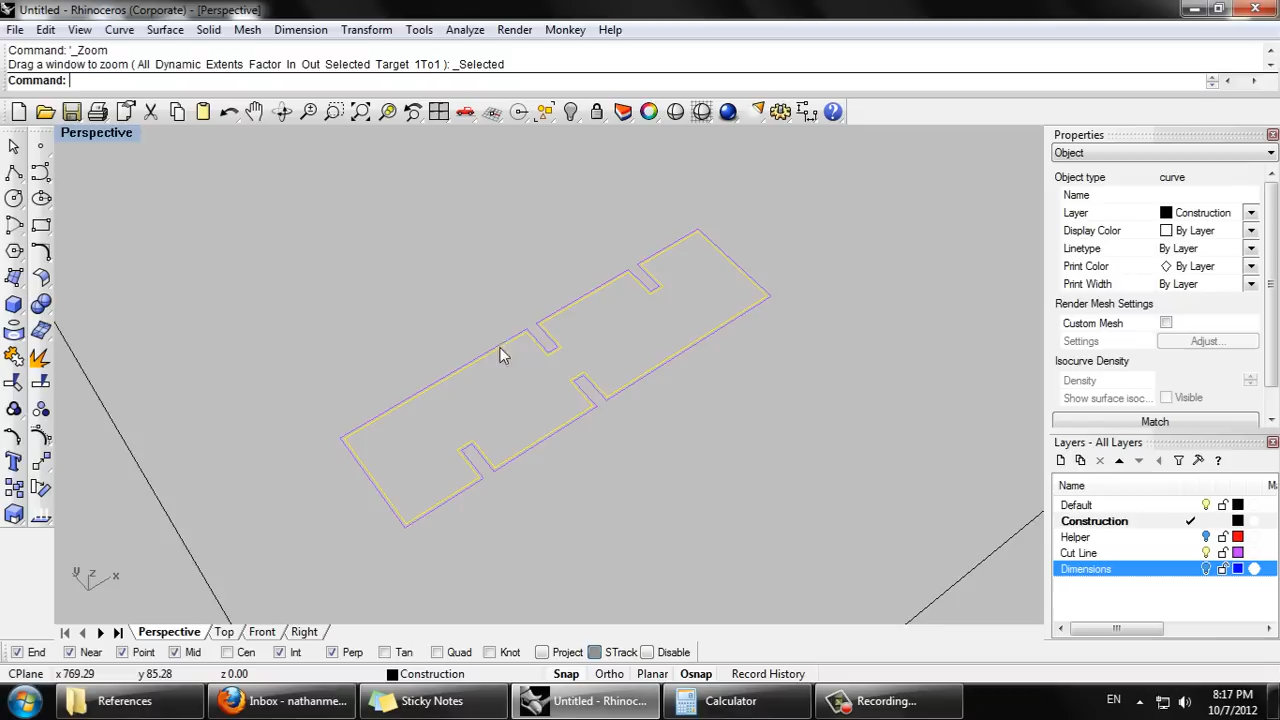 Untitled - Rhinoceros (Corporate) - [Perspective]
File Edit View Curve Surface Solid Mesh Dimension Transform Tools Analyze Render Monkey Help
Command: '_Zoom
Drag a window to zoom ( All Dynamic Extents Factor In Out Selected Target 1To1 ): _Selected
Command:
Perspective
Properties
Object
Object type curve
Name
Layer Construction
Display Color By Layer
Linetype By Layer
Print Color By Layer
Print Width By Layer
Render Mesh Settings
Custom Mesh
Settings Adjust...
Isocurve Density
Density
Show surface isoc... Visible
Match
Layers - All Layers
Name M
Default
Construction
Helper
Cut Line
Dimensions
y z x
Perspective Top Front Right
End Near Point Mid Cen Int Perp Tan Quad Knot Project STrack Disable
CPlane x 769.29 y 85.28 z 0.00 Construction Snap Ortho Planar Osnap Record History
References Inbox - nathanme... Sticky Notes Untitled - Rhinoc... Calculator Recording... EN 8:17 PM
10/7/2012